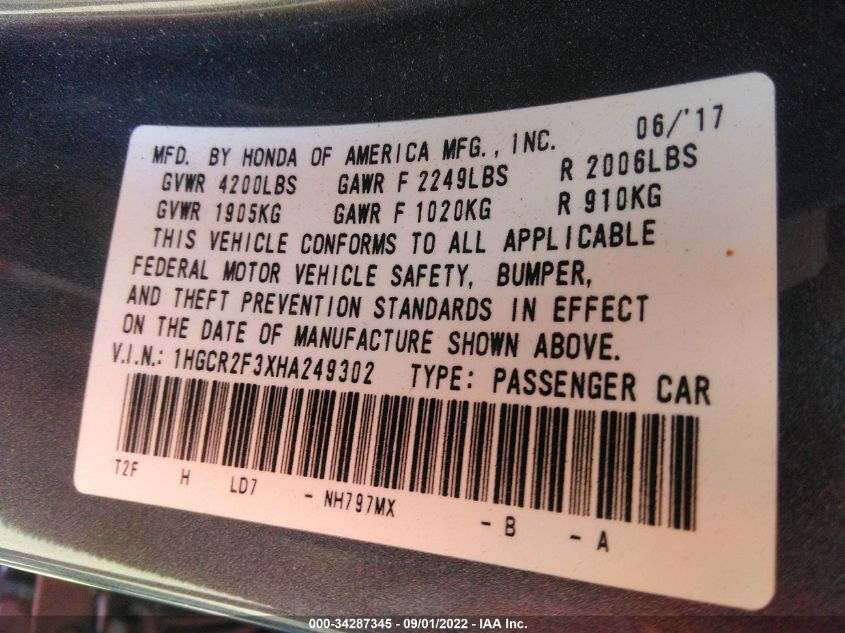 MFD. BY HONDA OF AMERICA MFG., INC. 06/'17
GVWR 4200LBS GAWR F 2249LBS R 2006LBS
GVWR 1905KG GAWR F 1020KG R 910KG
THIS VEHICLE CONFORMS TO ALL APPLICABLE
FEDERAL MOTOR VEHICLE SAFETY, BUMPER,
AND THEFT PREVENTION STANDARDS IN EFFECT
ON THE DATE OF MANUFACTURE SHOWN ABOVE.
V.I.N.: 1HGCR2F3XHA249302 TYPE: PASSENGER CAR
T2F H LD7 - NH797MX - B - A
000-34287345 - 09/01/2022 - IAA Inc.